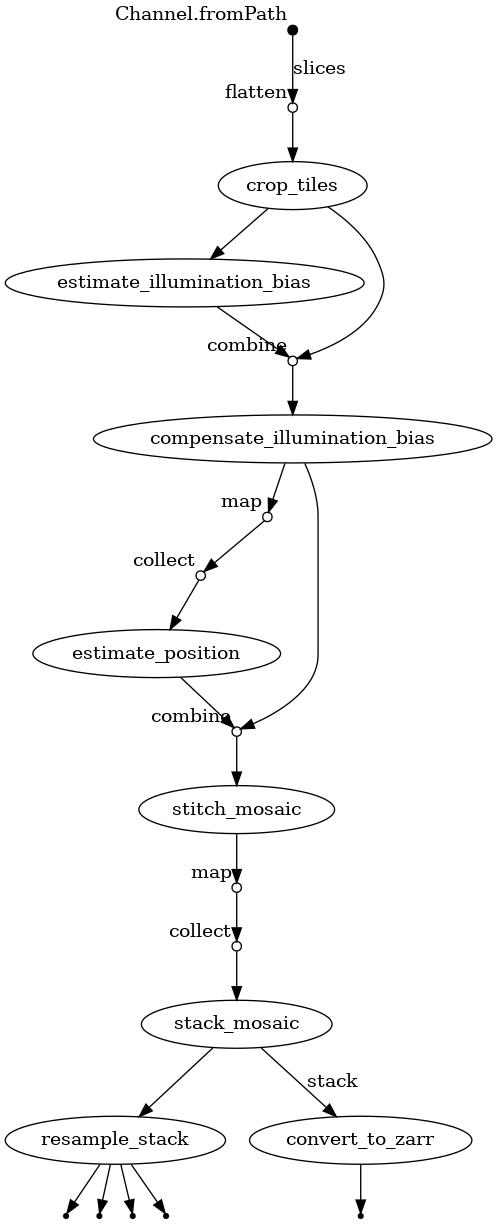 Channel.fromPath
slices
flatten
crop_tiles
estimate_illumination_bias
combine
compensate_illumination_bias
map
collect
estimate_position
combine
stitch_mosaic
map
collect
stack_mosaic
stack
resample_stack
convert_to_zarr